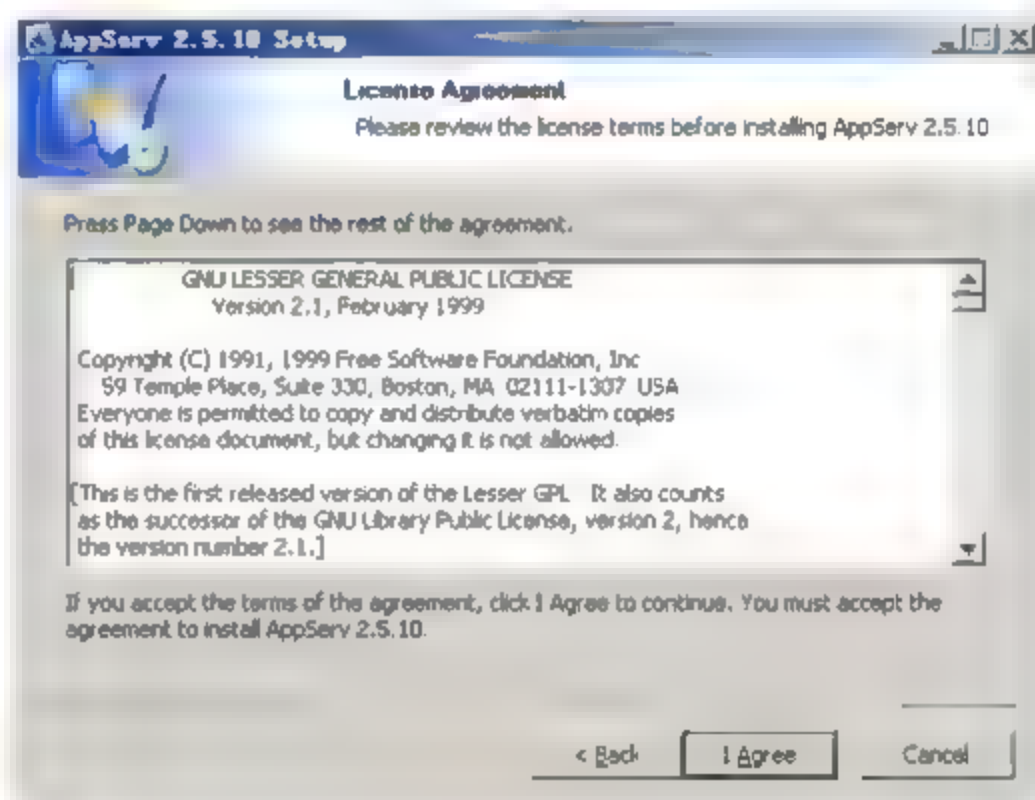 AppServ 2.5.10 Setup
License Agreement
Please review the license terms before installing AppServ 2.5.10
Press Page Down to see the rest of the agreement.
GNU LESSER GENERAL PUBLIC LICENSE
Version 2.1, February 1999
Copyright (C) 1991, 1999 Free Software Foundation, Inc
59 Temple Place, Suite 330, Boston, MA 02111-1307 USA
Everyone is permitted to copy and distribute verbatim copies
of this license document, but changing it is not allowed.
[This is the first released version of the Lesser GPL It also counts
as the successor of the GNU Library Public License, version 2, hence
the version number 2.1.]
If you accept the terms of the agreement, click I Agree to continue. You must accept the
agreement to install AppServ 2.5.10.
< Back
I Agree
Cancel